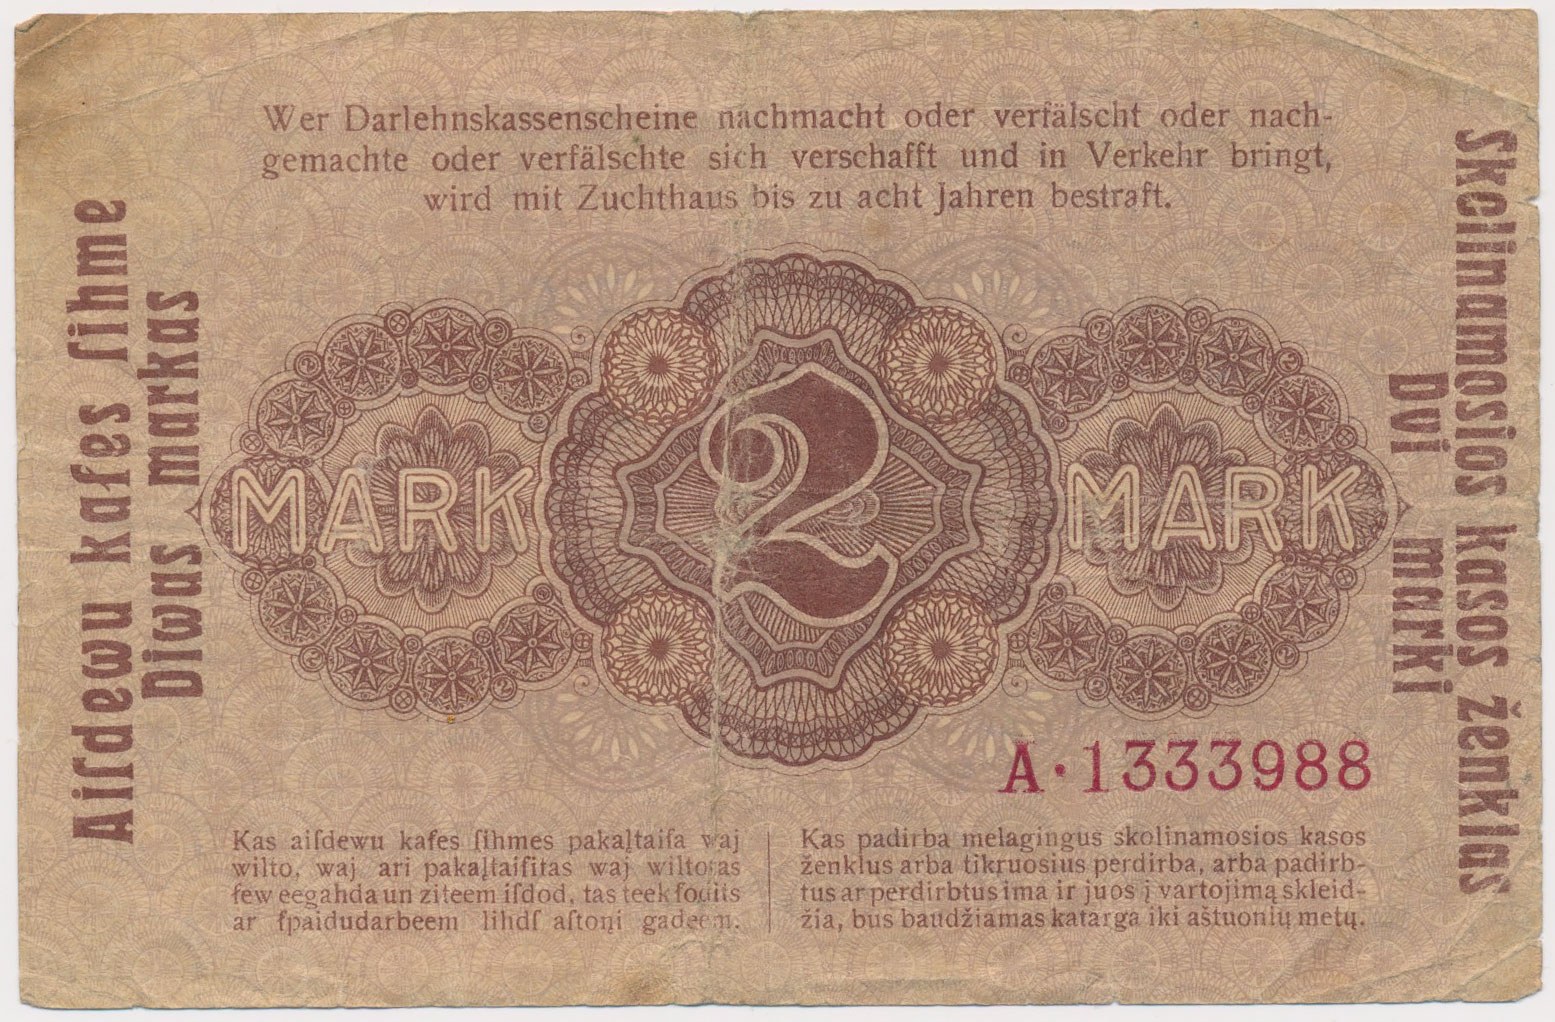 Wer Darlehnskassenscheine nachmacht oder verfälscht oder nach-
gemachte oder verfälschte sich verschafft und in Verkehr bringt,
wird mit Zuchthaus bis zu acht Jahren bestraft.
Aiſdewu kaſes ſihme
Diwas markas
MARK
2
MARK
Skolinamosios kasos ženklas
Dvi marki
A·1333988
Kas aiſdewu kaſes ſihmes pakaļtaiſa waj
wilto, waj ari pakaļtaiſitas waj wiltotas
ſew eegahda un ziteem iſdod, tas teek ſodits
ar ſpaidudarbeem lihdſ aſtoņi gadeem.
Kas padirba melagingus skolinamosios kasos
ženklus arba tikruosius perdirba, arba padirb-
tus ar perdirbtus ima ir juos į vartojimą skleid-
žia, bus baudžiamas katarga iki aštuonių metų.